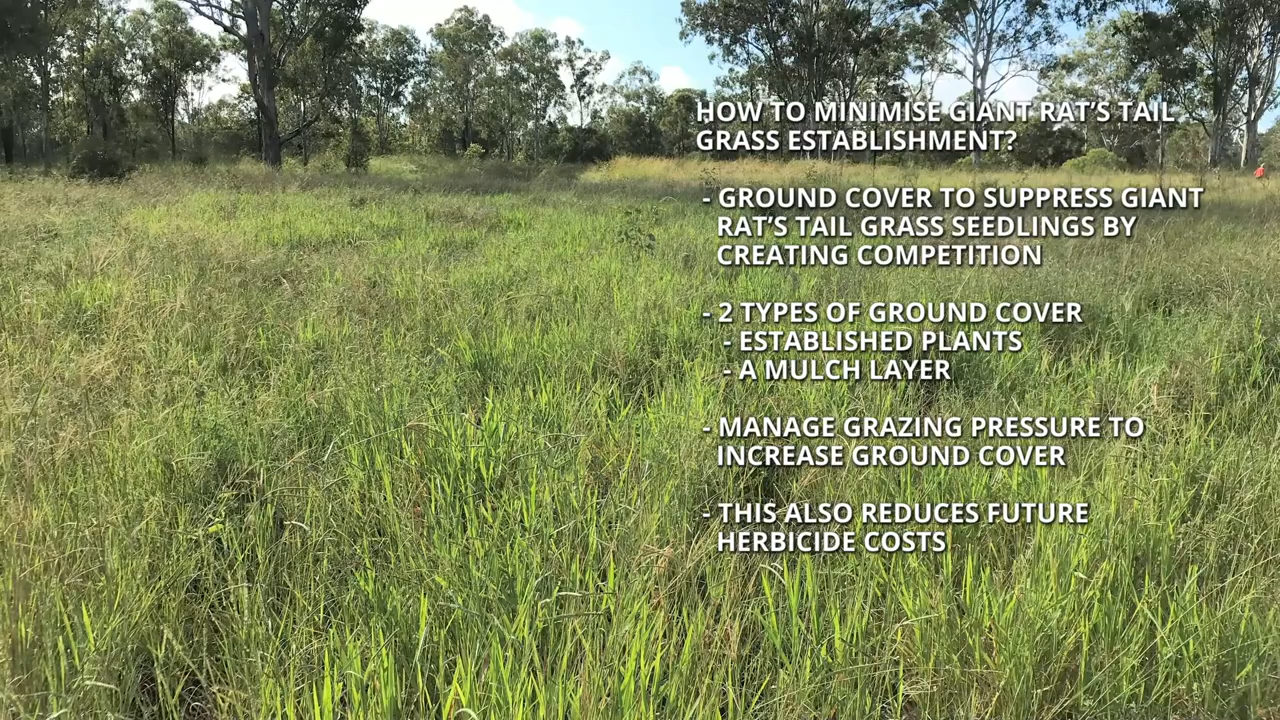 HOW TO MINIMISE GIANT RAT'S TAIL
GRASS ESTABLISHMENT?
- GROUND COVER TO SUPPRESS GIANT
RAT'S TAIL GRASS SEEDLINGS BY
CREATING COMPETITION
- 2 TYPES OF GROUND COVER
- ESTABLISHED PLANTS
- A MULCH LAYER
- MANAGE GRAZING PRESSURE TO
INCREASE GROUND COVER
- THIS ALSO REDUCES FUTURE
HERBICIDE COSTS